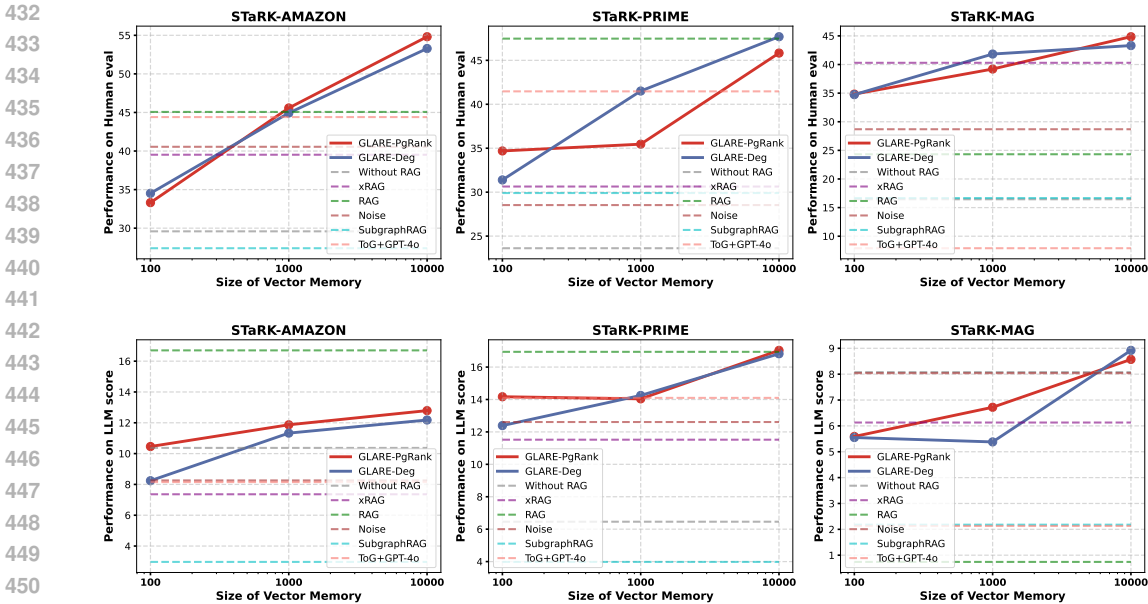 432
433
434
435
436
437
438
439
440
441
442
443
444
445
446
447
448
449
450
STaRK-AMAZON
Performance on Human eval
55
50
45
40
35
30
GLARE-PgRank
GLARE-Deg
Without RAG
xRAG
RAG
Noise
SubgraphRAG
ToG+GPT-4o
100
1000
10000
Size of Vector Memory
STaRK-PRIME
Performance on Human eval
45
40
35
30
25
GLARE-PgRank
GLARE-Deg
Without RAG
xRAG
RAG
Noise
SubgraphRAG
ToG+GPT-4o
100
1000
10000
Size of Vector Memory
STaRK-MAG
Performance on Human eval
45
40
35
30
25
20
15
10
GLARE-PgRank
GLARE-Deg
Without RAG
xRAG
RAG
Noise
SubgraphRAG
ToG+GPT-4o
100
1000
10000
Size of Vector Memory
STaRK-AMAZON
Performance on LLM score
16
14
12
10
8
6
4
GLARE-PgRank
GLARE-Deg
Without RAG
xRAG
RAG
Noise
SubgraphRAG
ToG+GPT-4o
100
1000
10000
Size of Vector Memory
STaRK-PRIME
Performance on LLM score
16
14
12
10
8
6
4
GLARE-PgRank
GLARE-Deg
Without RAG
xRAG
RAG
Noise
SubgraphRAG
ToG+GPT-4o
100
1000
10000
Size of Vector Memory
STaRK-MAG
Performance on LLM score
9
8
7
6
5
4
3
2
1
GLARE-PgRank
GLARE-Deg
Without RAG
xRAG
RAG
Noise
SubgraphRAG
ToG+GPT-4o
100
1000
10000
Size of Vector Memory